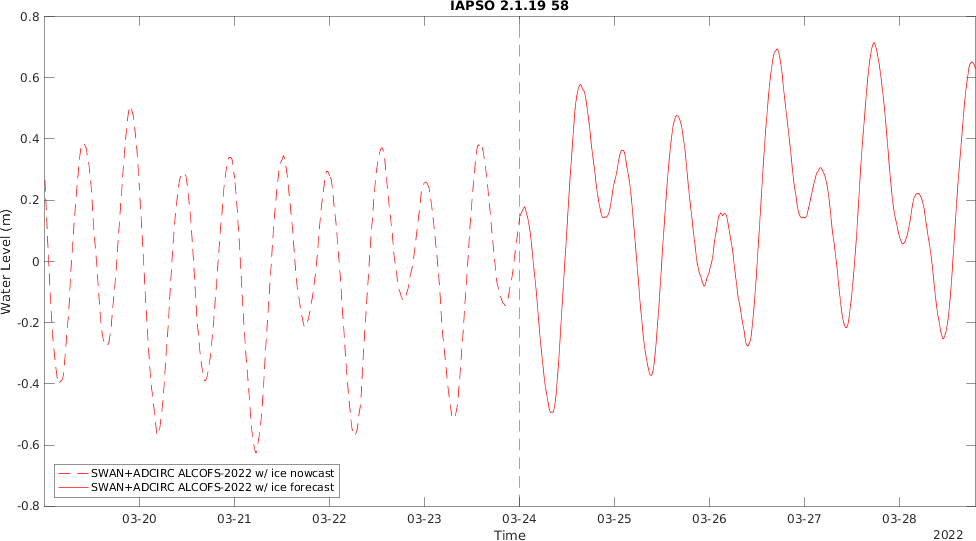 IAPSO 2.1.19 58
0.8
0.6
0.4
0.2
0
-0.2
-0.4
-0.6
-0.8
Water Level (m)
SWAN+ADCIRC ALCOFS-2022 w/ ice nowcast
SWAN+ADCIRC ALCOFS-2022 w/ ice forecast
03-20 03-21 03-22 03-23 03-24 03-25 03-26 03-27 03-28
Time
2022